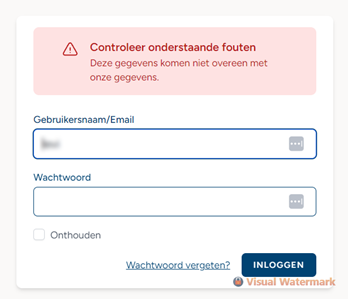 Controleer onderstaande fouten
Deze gegevens komen niet overeen met
onze gegevens.
Gebruikersnaam/Email
Wachtwoord
Onthouden
Wachtwoord vergeten?
INLOGGEN
Visual Watermark